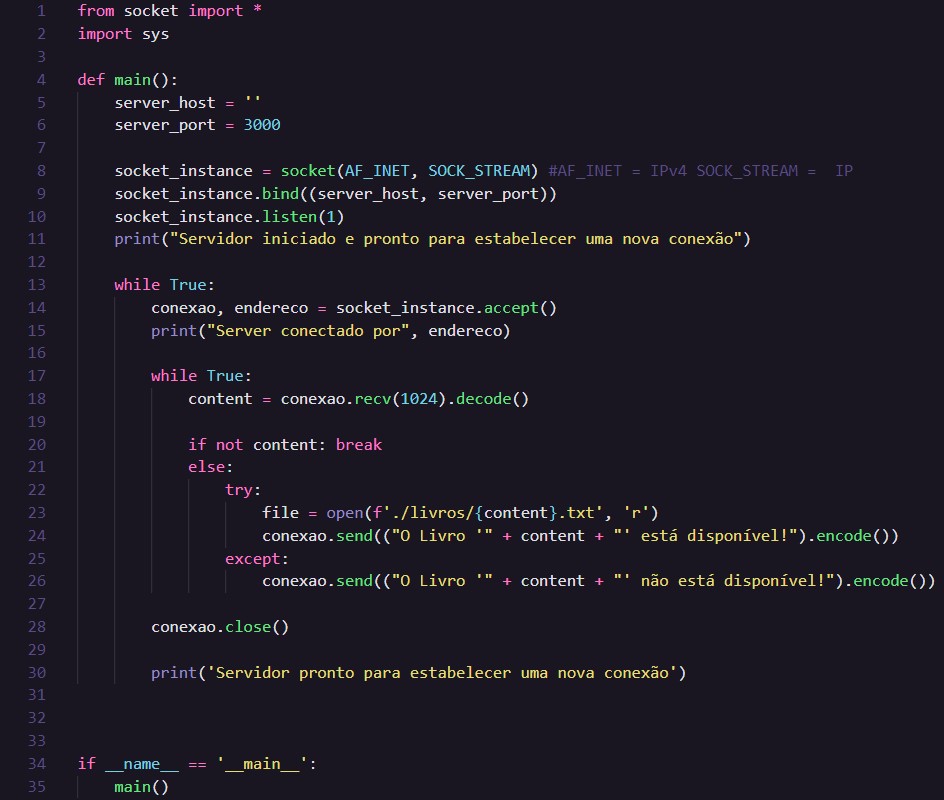 1 from socket import *
2 import sys
3
4 def main():
5     server_host = ''
6     server_port = 3000
7
8     socket_instance = socket(AF_INET, SOCK_STREAM) #AF_INET = IPv4 SOCK_STREAM =  IP
9     socket_instance.bind((server_host, server_port))
10     socket_instance.listen(1)
11     print("Servidor iniciado e pronto para estabelecer uma nova conexão")
12
13     while True:
14         conexao, endereco = socket_instance.accept()
15         print("Server conectado por", endereco)
16
17         while True:
18             content = conexao.recv(1024).decode()
19
20             if not content: break
21             else:
22                 try:
23                     file = open(f'./livros/{content}.txt', 'r')
24                     conexao.send(("O Livro '" + content + "' está disponível!").encode())
25                 except:
26                     conexao.send(("O Livro '" + content + "' não está disponível!").encode())
27
28         conexao.close()
29
30         print('Servidor pronto para estabelecer uma nova conexão')
31
32
33
34 if __name__ == '__main__':
35     main()